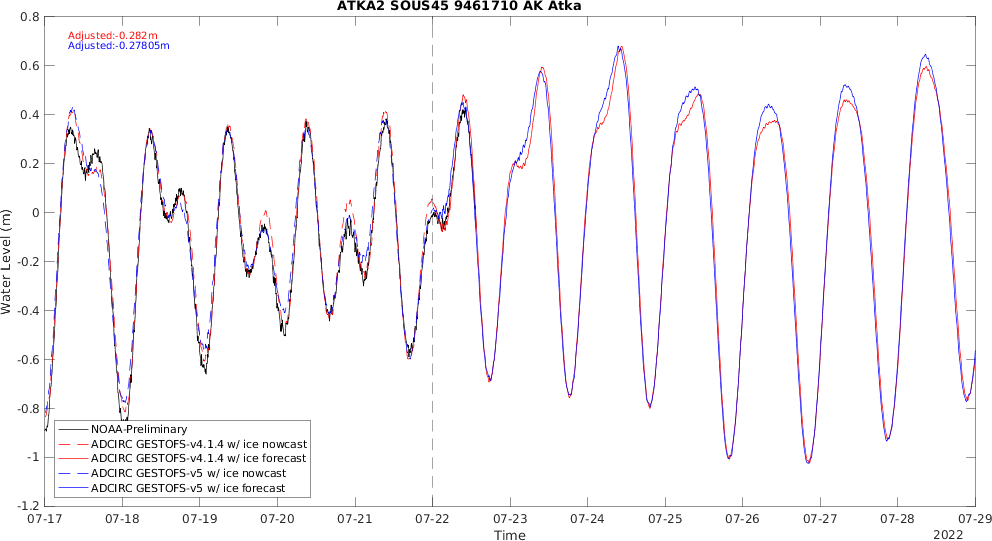 ATKA2 SOUS45 9461710 AK Atka
Adjusted:-0.282m
Adjusted:-0.27805m
0.8
0.6
0.4
0.2
0
-0.2
-0.4
-0.6
-0.8
-1
-1.2
Water Level (m)
NOAA-Preliminary
ADCIRC GESTOFS-v4.1.4 w/ ice nowcast
ADCIRC GESTOFS-v4.1.4 w/ ice forecast
ADCIRC GESTOFS-v5 w/ ice nowcast
ADCIRC GESTOFS-v5 w/ ice forecast
07-17 07-18 07-19 07-20 07-21 07-22 07-23 07-24 07-25 07-26 07-27 07-28 07-29
Time
2022